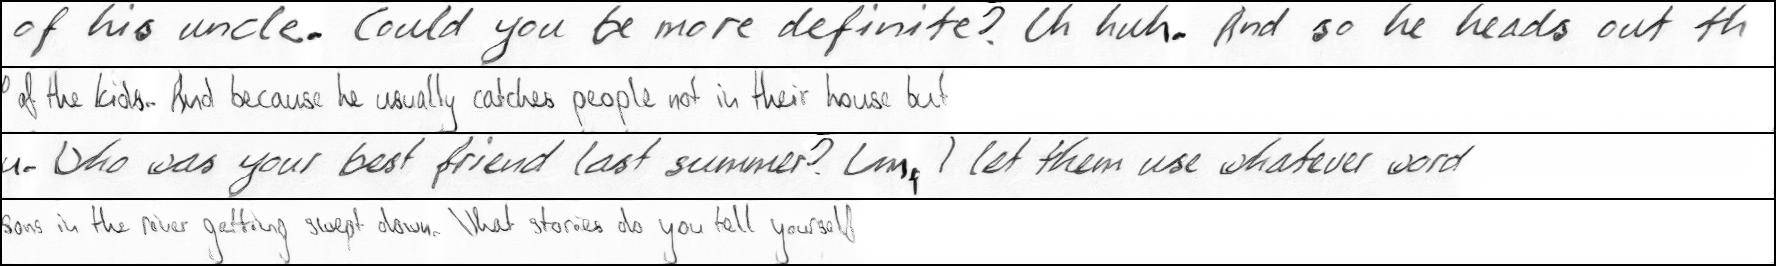 of his uncle. Could you be more definite? Uh huh. And so he heads out th
of the kids. And because he usually catches people not in their house but
u. Who was your best friend last summer? Um, I let them use whatever word
sons in the river getting swept down. What stories do you tell yourself